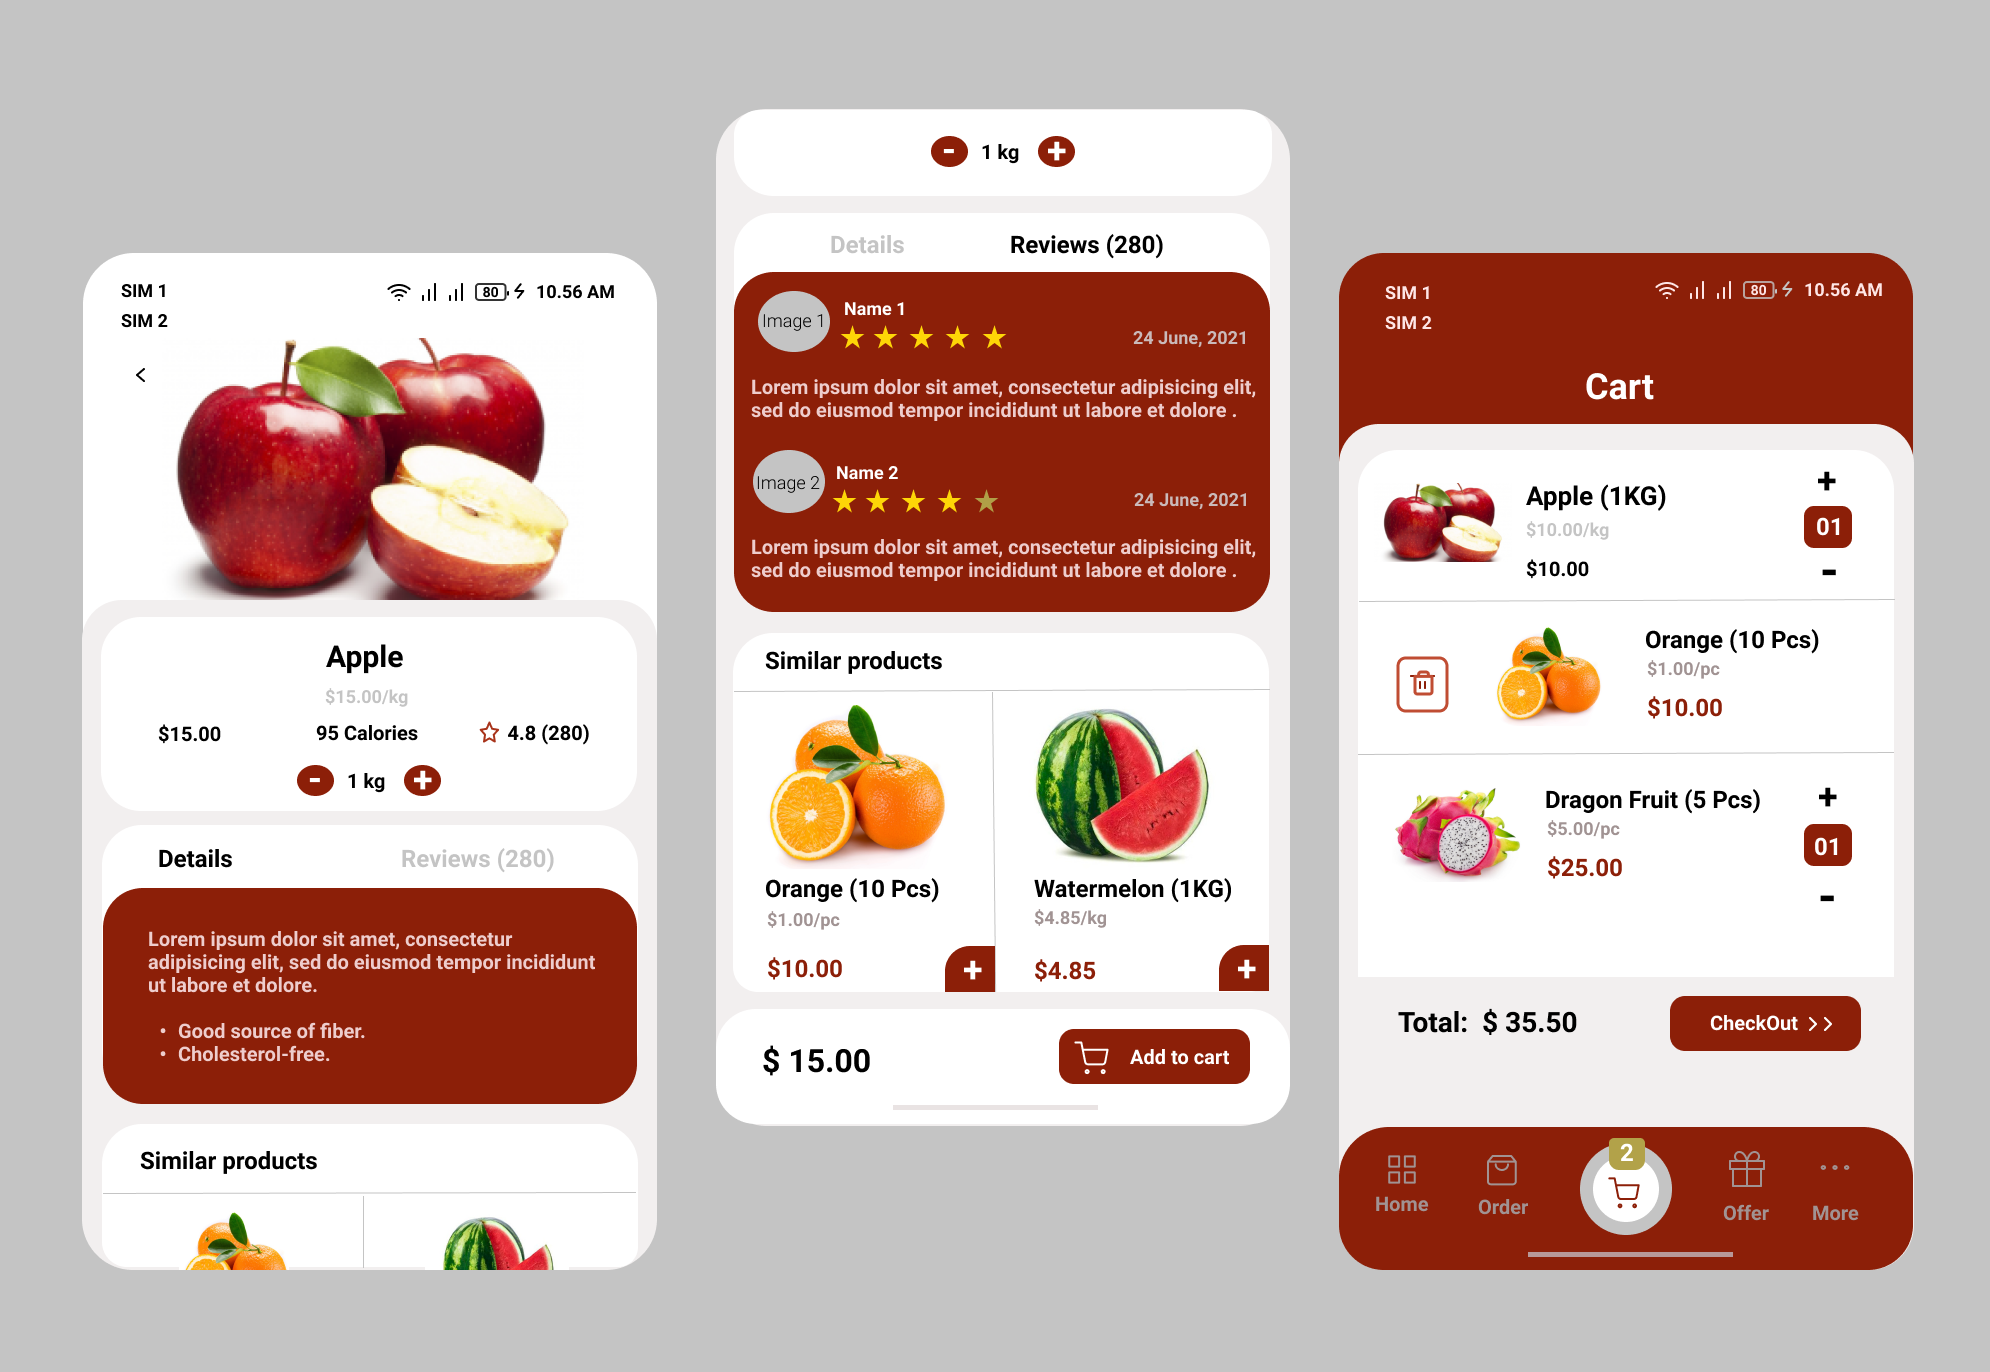 SIM 1
80
10.56 AM
SIM 2
<
Apple
$15.00/kg
$15.00
95 Calories
4.8 (280)
- 1 kg +
Details
Reviews (280)
Lorem ipsum dolor sit amet, consectetur
adipisicing elit, sed do eiusmod tempor incididunt
ut labore et dolore.
• Good source of fiber.
• Cholesterol-free.
Similar products
- 1 kg +
Details
Reviews (280)
Image 1
Name 1
24 June, 2021
Lorem ipsum dolor sit amet, consectetur adipisicing elit,
sed do eiusmod tempor incididunt ut labore et dolore .
Image 2
Name 2
24 June, 2021
Lorem ipsum dolor sit amet, consectetur adipisicing elit,
sed do eiusmod tempor incididunt ut labore et dolore .
Similar products
Orange (10 Pcs)
$1.00/pc
$10.00
+
Watermelon (1KG)
$4.85/kg
$4.85
+
$ 15.00
Add to cart
SIM 1
80
10.56 AM
SIM 2
Cart
Apple (1KG)
$10.00/kg
$10.00
+
01
-
Orange (10 Pcs)
$1.00/pc
$10.00
Dragon Fruit (5 Pcs)
$5.00/pc
$25.00
+
01
-
Total: $ 35.50
CheckOut >>
Home
Order
2
Offer
More